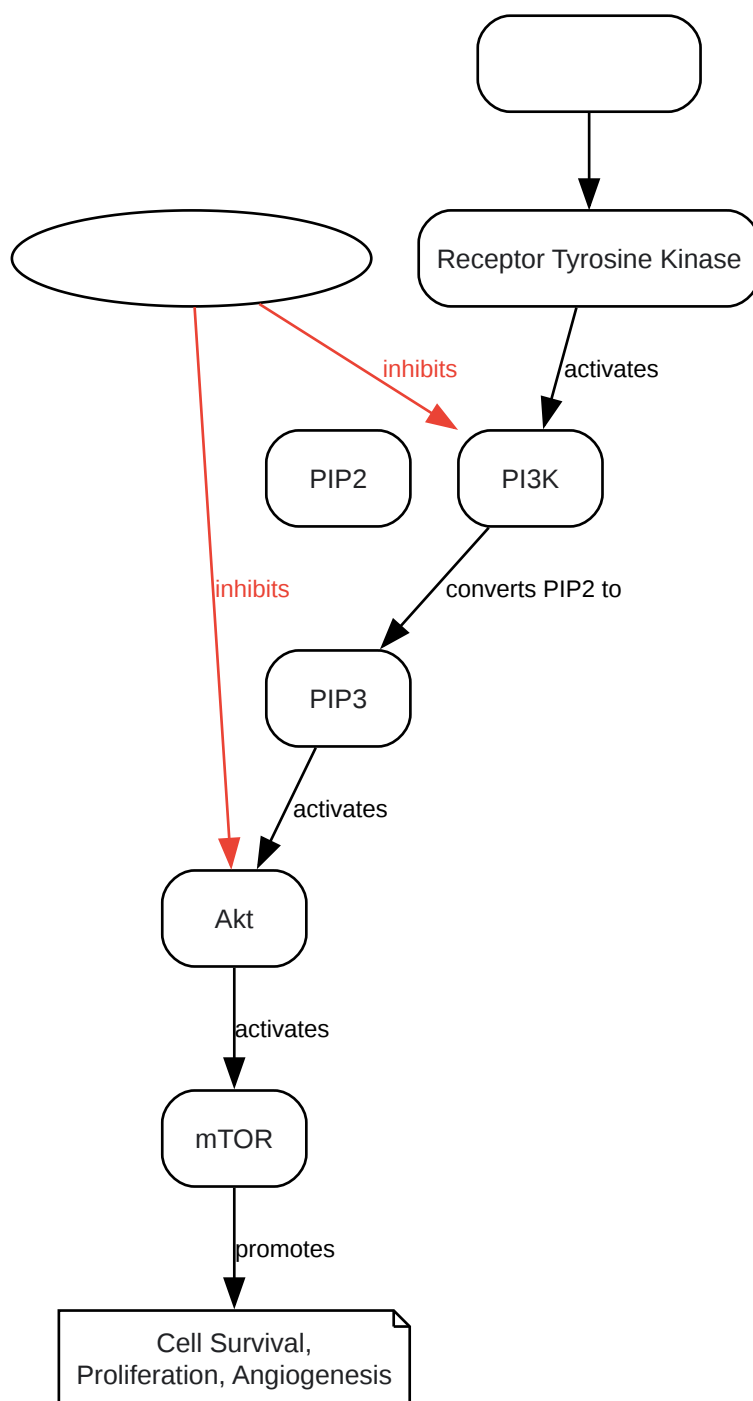 Receptor Tyrosine Kinase
inhibits
activates
PIP2
PI3K
inhibits
converts PIP2 to
PIP3
activates
Akt
activates
mTOR
promotes
Cell Survival,
Proliferation, Angiogenesis